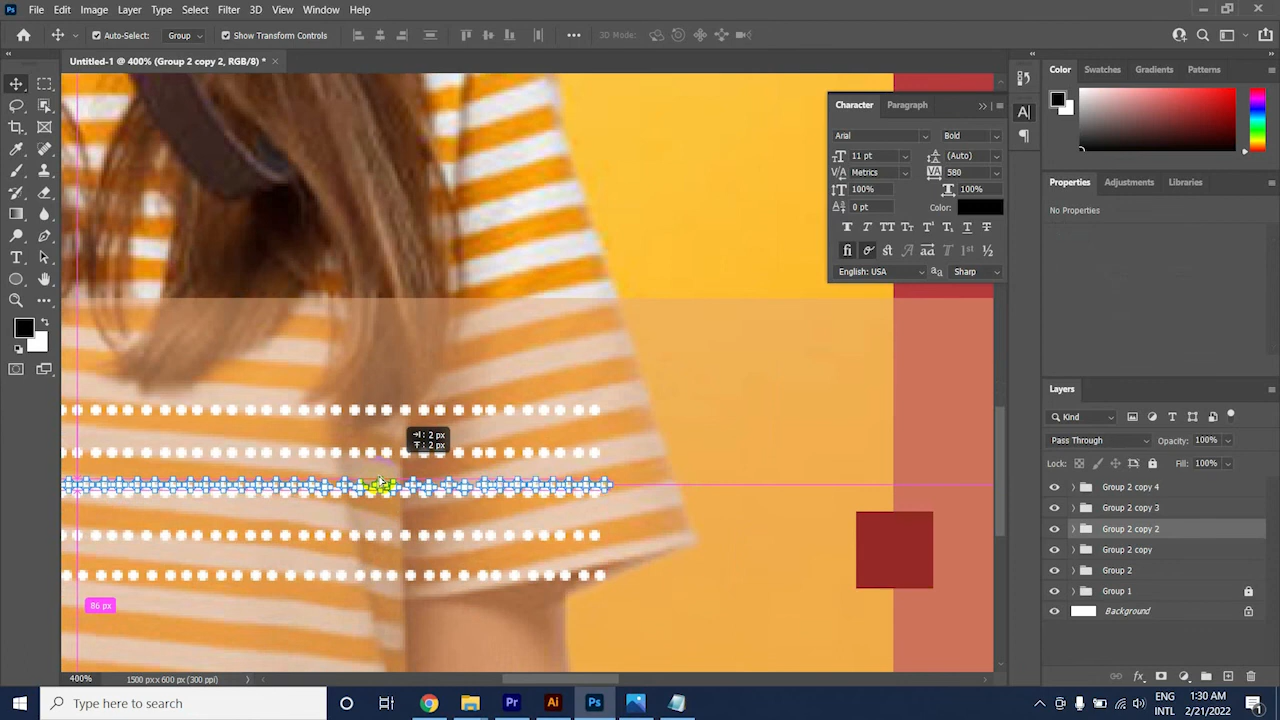 Ps File Edit Image Layer Type Select Filter 3D View Window Help
Auto-Select: Group Show Transform Controls 3D Mode:
Untitled-1 @ 400% (Group 2 copy 2, RGB/8) *
Color Swatches Gradients Patterns
Character Paragraph
Arial Bold
11 pt (Auto)
Metrics 580
100% 100%
0 pt Color:
English: USA Sharp
Properties Adjustments Libraries
No Properties
Layers
Kind
Pass Through Opacity: 100%
Lock: Fill: 100%
Group 2 copy 4
Group 2 copy 3
Group 2 copy 2
Group 2 copy
Group 2
Group 1
Background
: 2 px
: 2 px
86 px
400% 1500 px x 600 px (300 ppi)
Type here to search
Pr Ai Ps
ENG
INTL
1:30 AM
2/21/2022